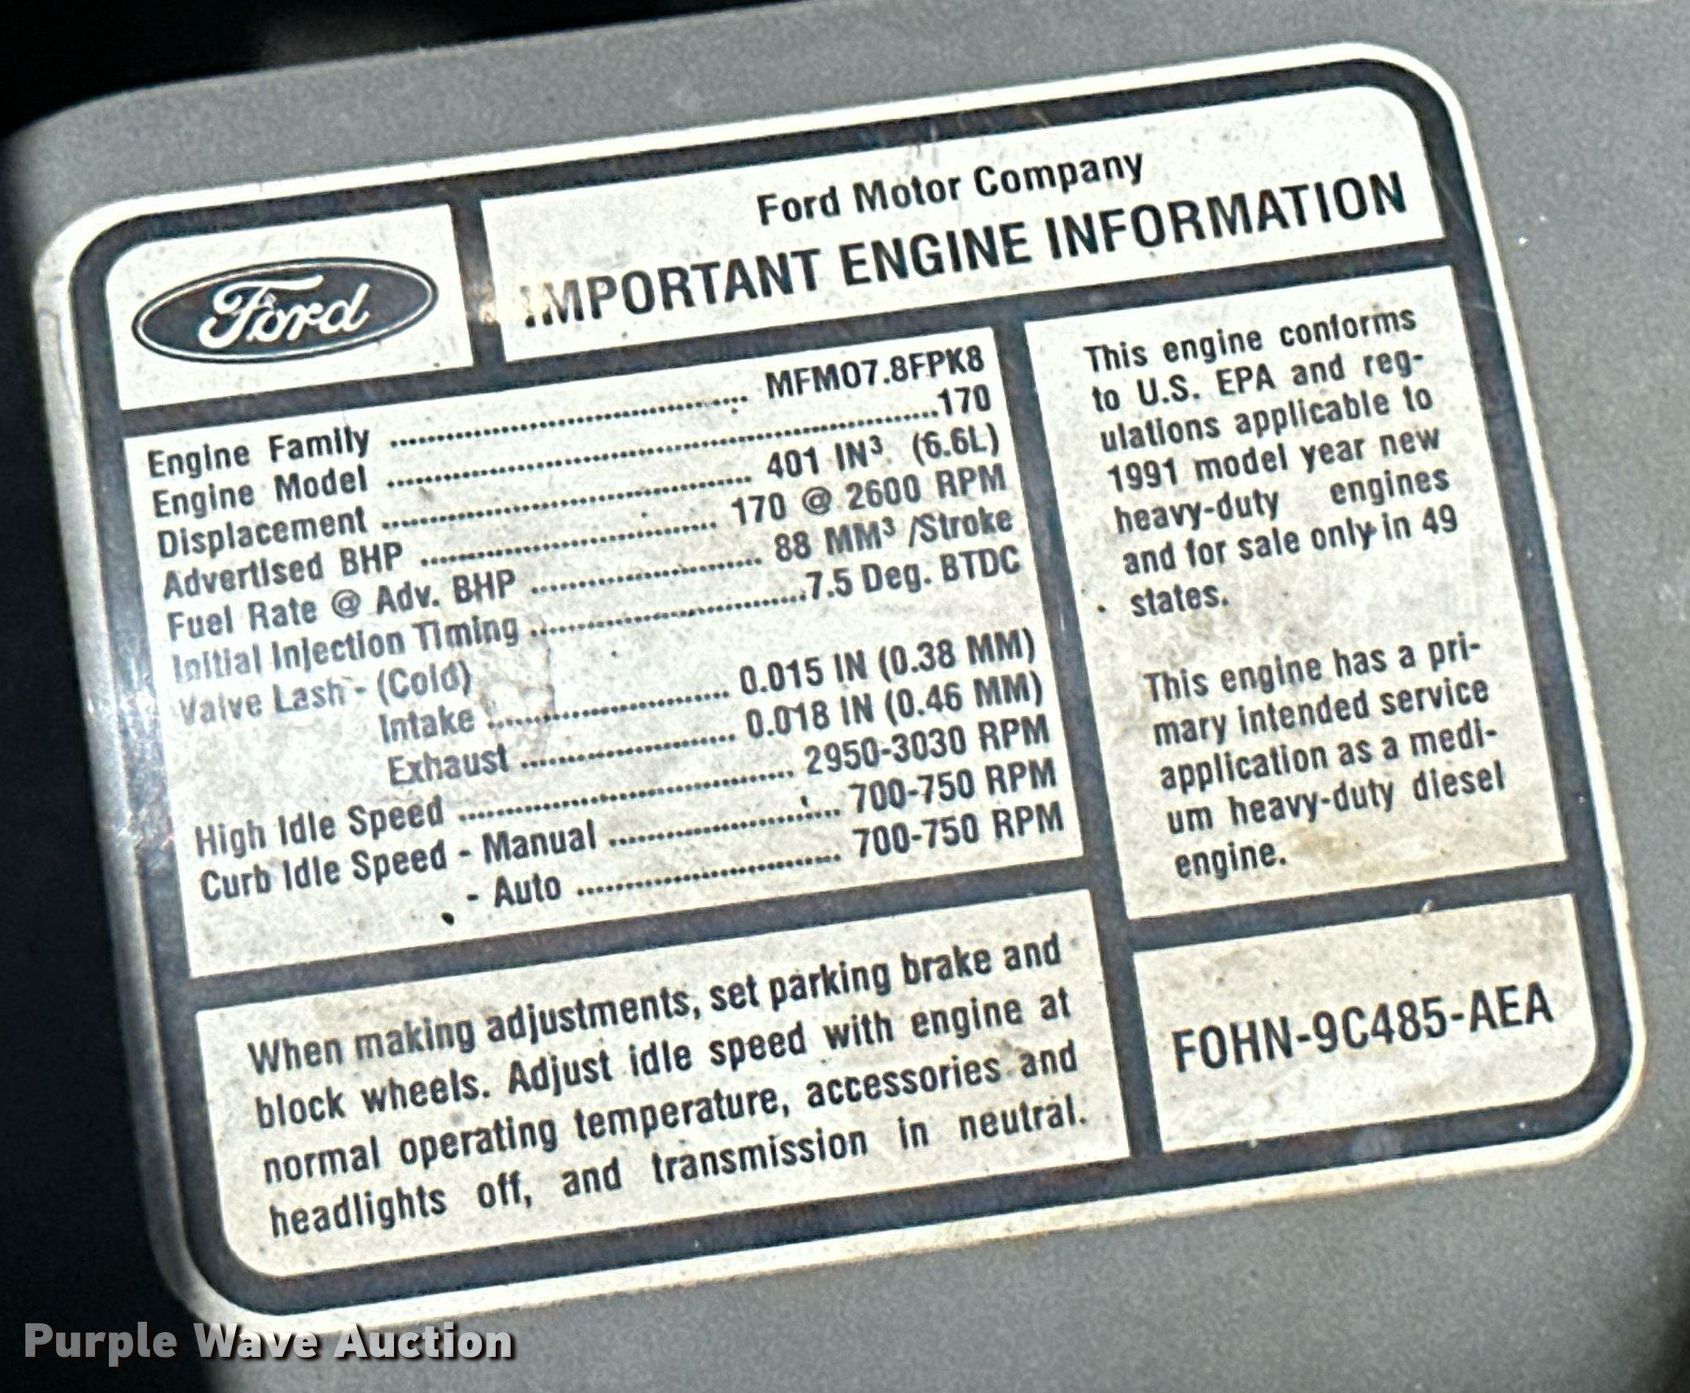 Ford
Ford Motor Company
IMPORTANT ENGINE INFORMATION
Engine Family ........ MFM07.8FPK8
Engine Model ........ 170
Displacement ........ 401 IN³ (6.6L)
Advertised BHP ........ 170 @ 2600 RPM
Fuel Rate @ Adv. BHP ........ 88 MM³ /Stroke
Initial Injection Timing ........ 7.5 Deg. BTDC
Valve Lash - (Cold)
Intake ........ 0.015 IN (0.38 MM)
Exhaust ........ 0.018 IN (0.46 MM)
High Idle Speed ........ 2950-3030 RPM
Curb Idle Speed - Manual ........ 700-750 RPM
- Auto ........ 700-750 RPM
This engine conforms
to U.S. EPA and reg-
ulations applicable to
1991 model year new
heavy-duty engines
and for sale only in 49
states.
This engine has a pri-
mary intended service
application as a medi-
um heavy-duty diesel
engine.
When making adjustments, set parking brake and
block wheels. Adjust idle speed with engine at
normal operating temperature, accessories and
headlights off, and transmission in neutral.
FOHN-9C485-AEA
Purple Wave Auction